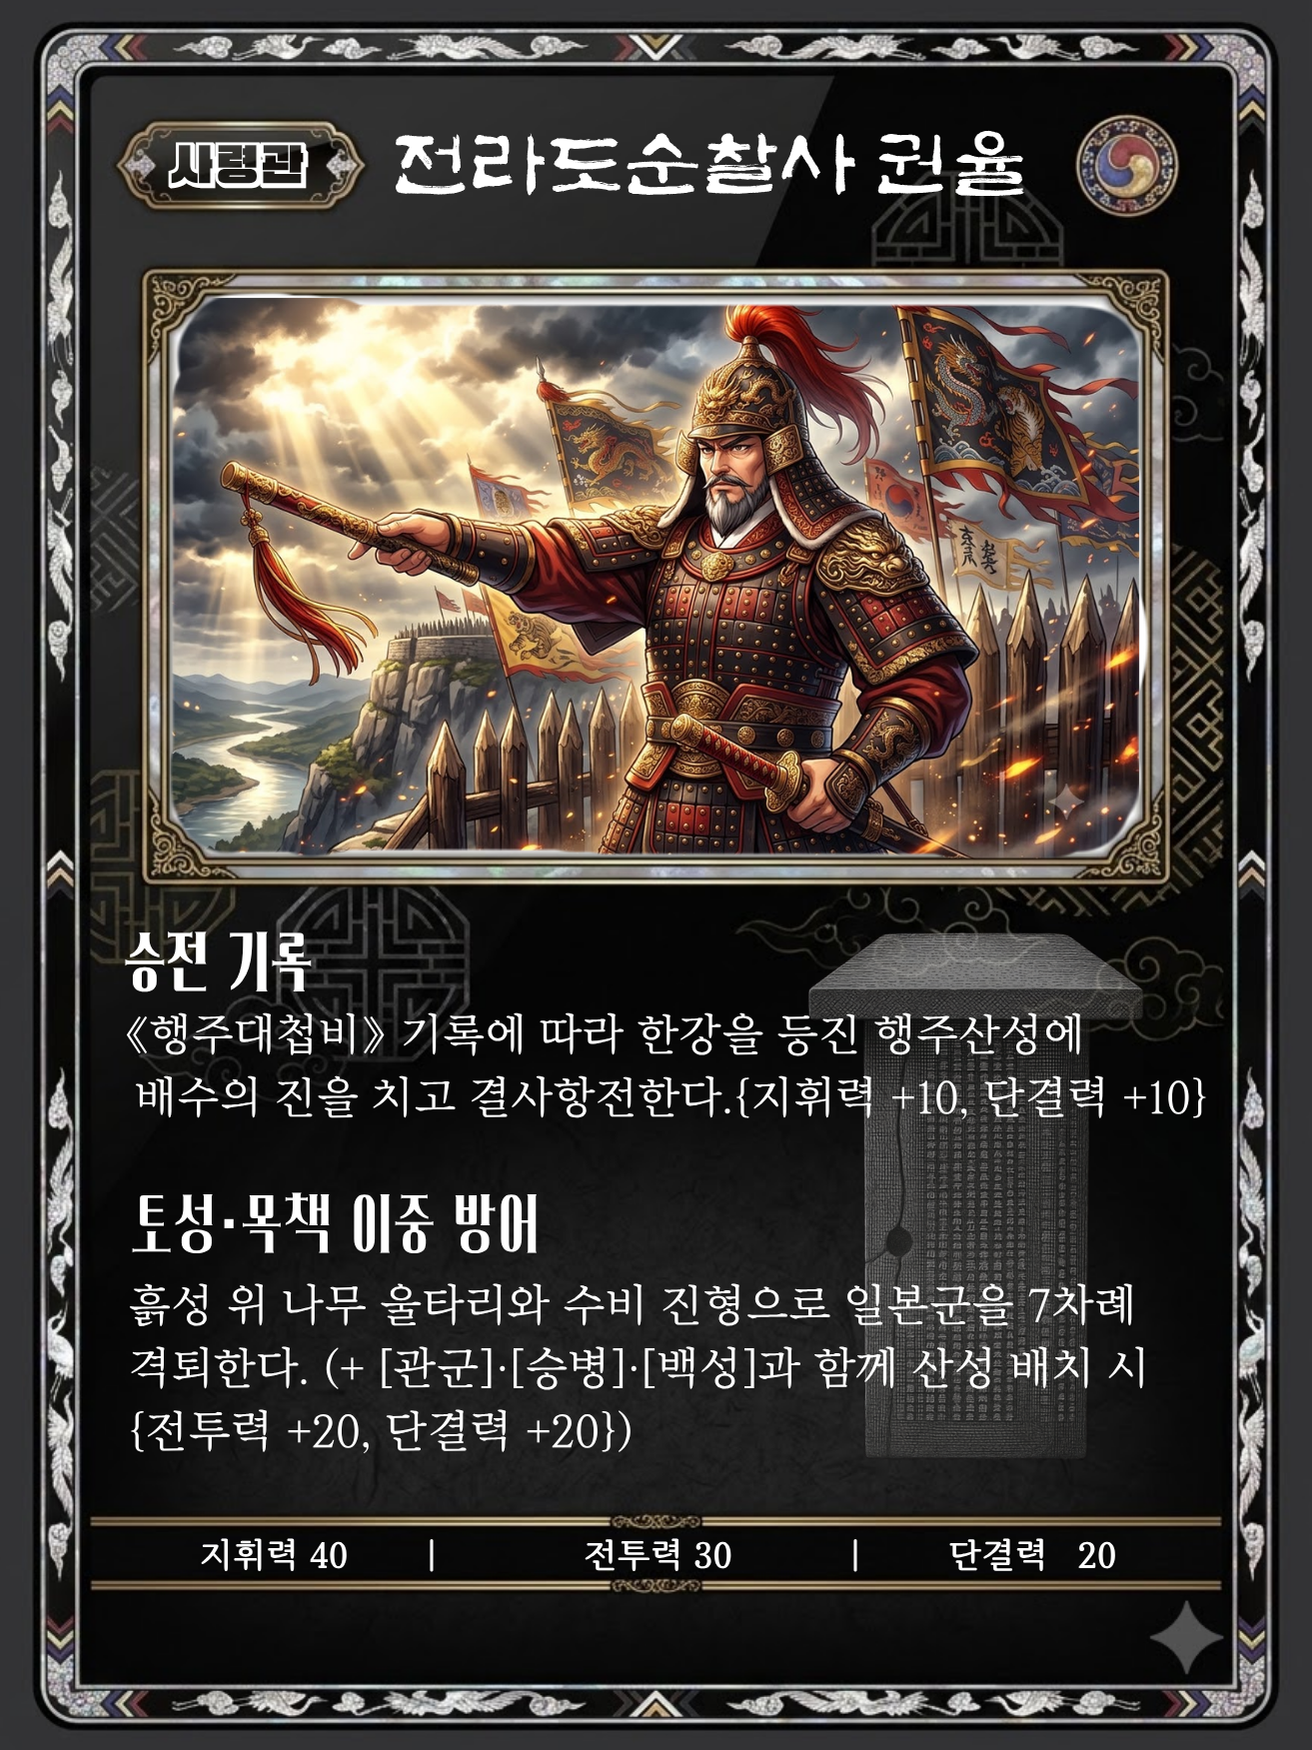 사령관
전라도순찰사 권율
승전 기록
《행주대첩비》 기록에 따라 한강을 등진 행주산성에
배수의 진을 치고 결사항전한다.{지휘력 +10, 단결력 +10}
토성·목책 이중 방어
흙성 위 나무 울타리와 수비 진형으로 일본군을 7차례
격퇴한다. (+ [관군]·[승병]·[백성]과 함께 산성 배치 시
{전투력 +20, 단결력 +20})
지휘력 40 | 전투력 30 | 단결력 20